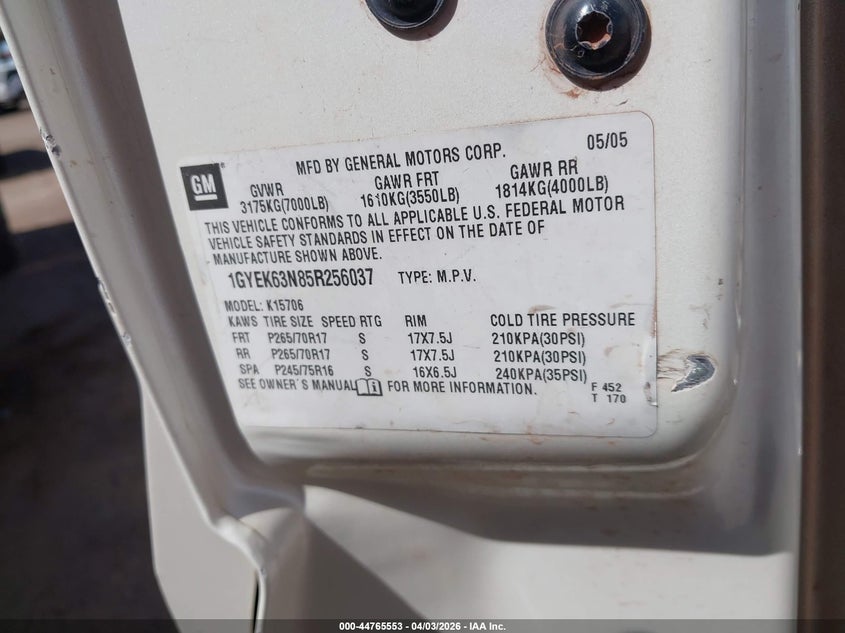 05/05
MFD BY GENERAL MOTORS CORP.
GM
GVWR GAWR FRT GAWR RR
3175KG(7000LB) 1610KG(3550LB) 1814KG(4000LB)
THIS VEHICLE CONFORMS TO ALL APPLICABLE U.S. FEDERAL MOTOR
VEHICLE SAFETY STANDARDS IN EFFECT ON THE DATE OF
MANUFACTURE SHOWN ABOVE.
1GYEK63N85R256037 TYPE: M.P.V.
MODEL: K15706
KAWS TIRE SIZE SPEED RTG RIM COLD TIRE PRESSURE
FRT P265/70R17 S 17X7.5J 210KPA(30PSI)
RR P265/70R17 S 17X7.5J 210KPA(30PSI)
SPA P245/75R16 S 16X6.5J 240KPA(35PSI)
SEE OWNER'S MANUAL FOR MORE INFORMATION.
F 452
T 170
000-44765553 | 04/03/2026 - IAA Inc.